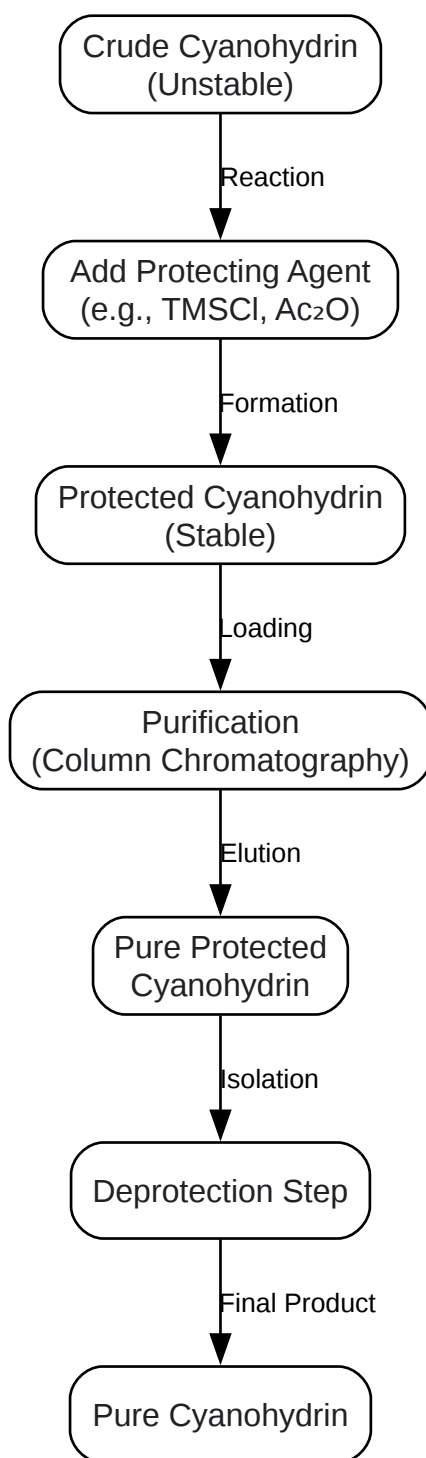 Crude Cyanohydrin
(Unstable)
Reaction
Add Protecting Agent
(e.g., TMSCl, Ac₂O)
Formation
Protected Cyanohydrin
(Stable)
Loading
Purification
(Column Chromatography)
Elution
Pure Protected
Cyanohydrin
Isolation
Deprotection Step
Final Product
Pure Cyanohydrin